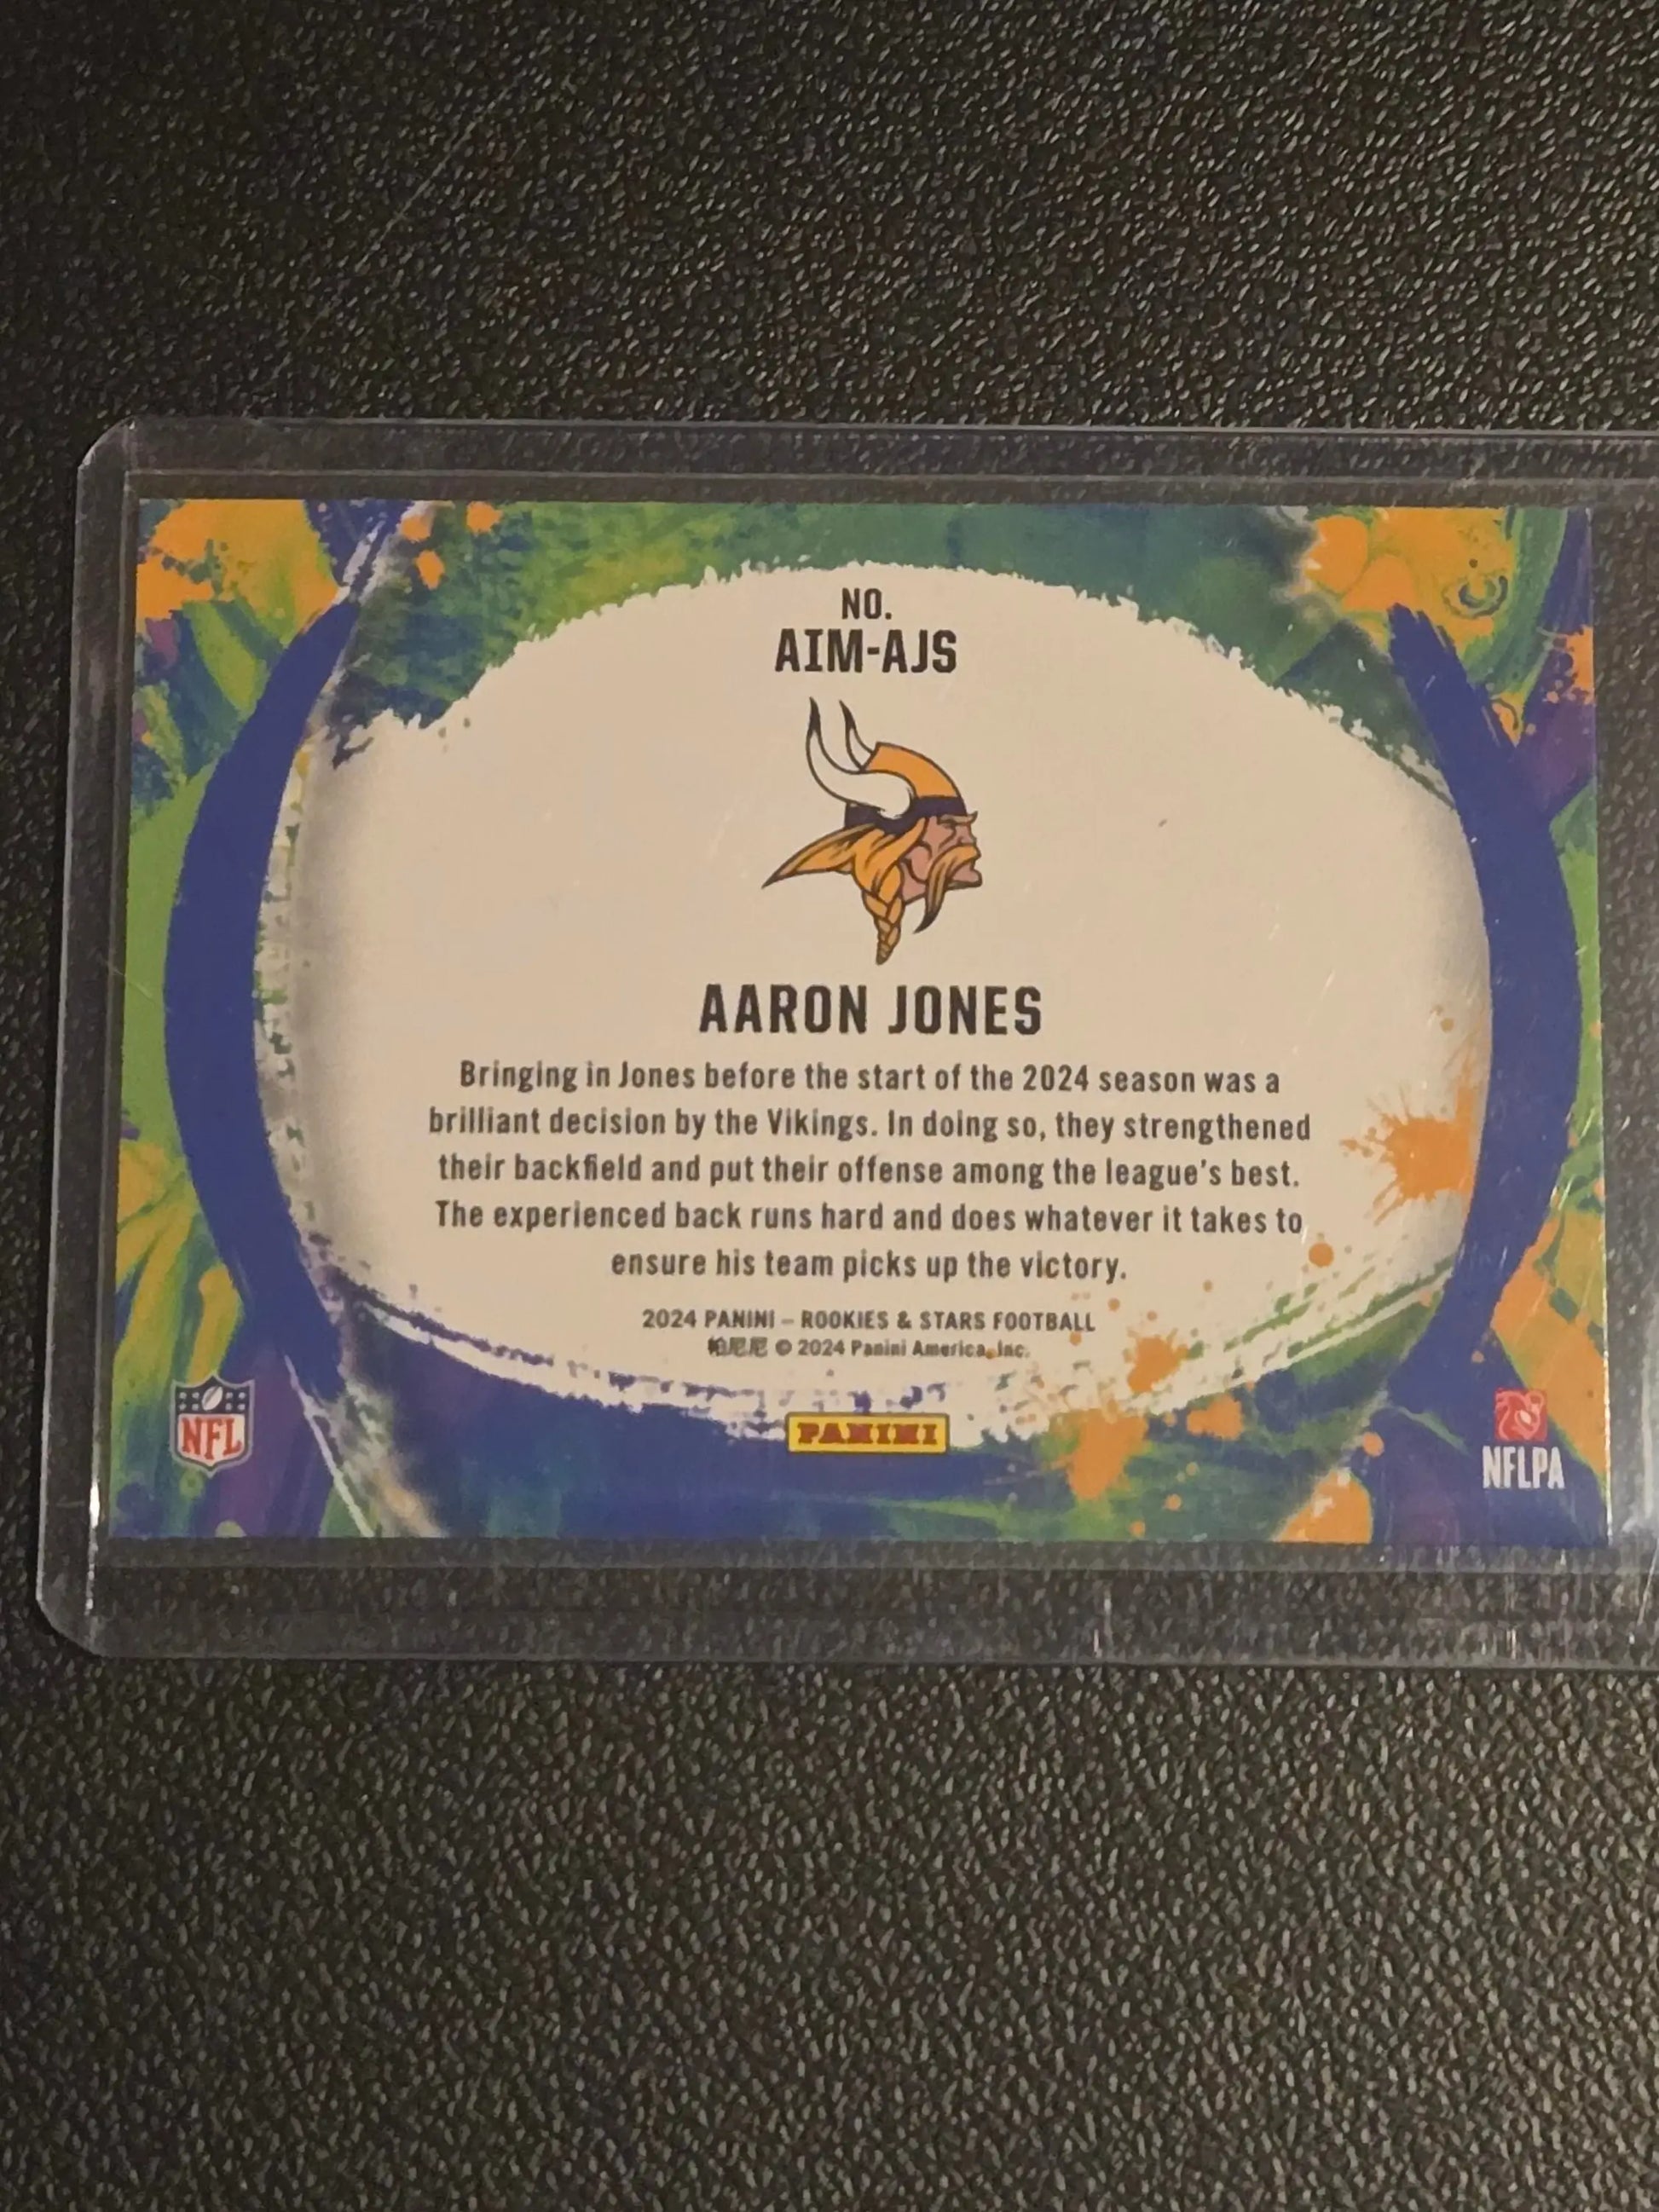 NO.
AIM-AJS
AARON JONES
Bringing in Jones before the start of the 2024 season was a
brilliant decision by the Vikings. In doing so, they strengthened
their backfield and put their offense among the league's best.
The experienced back runs hard and does whatever it takes to
ensure his team picks up the victory.
2024 PANINI – ROOKIES & STARS FOOTBALL
帕尼尼 © 2024 Panini America, Inc.
NFL
PANINI
NFLPA